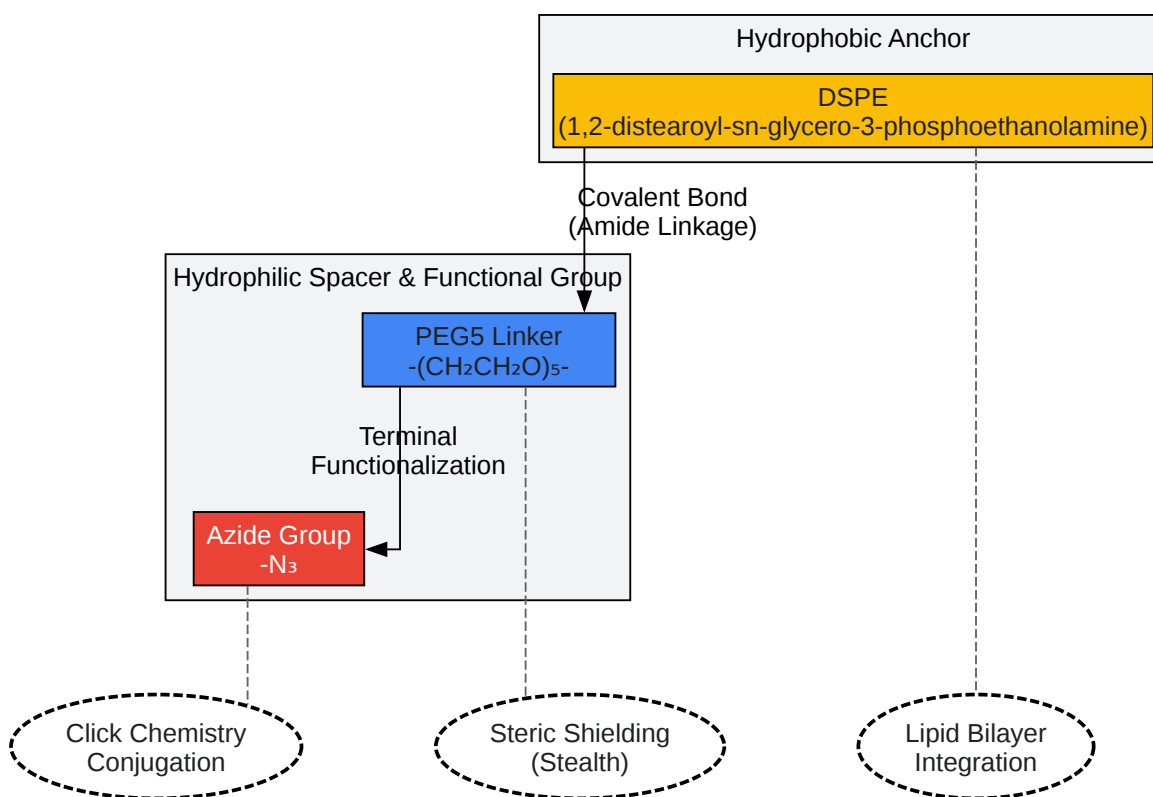 Hydrophobic Anchor
DSPE
(1,2-distearoyl-sn-glycero-3-phosphoethanolamine)
Covalent Bond
(Amide Linkage)
Hydrophilic Spacer & Functional Group
PEG5 Linker
-(CH₂CH₂O)₅-
Terminal
Functionalization
Azide Group
-N₃
Click Chemistry
Conjugation
Steric Shielding
(Stealth)
Lipid Bilayer
Integration